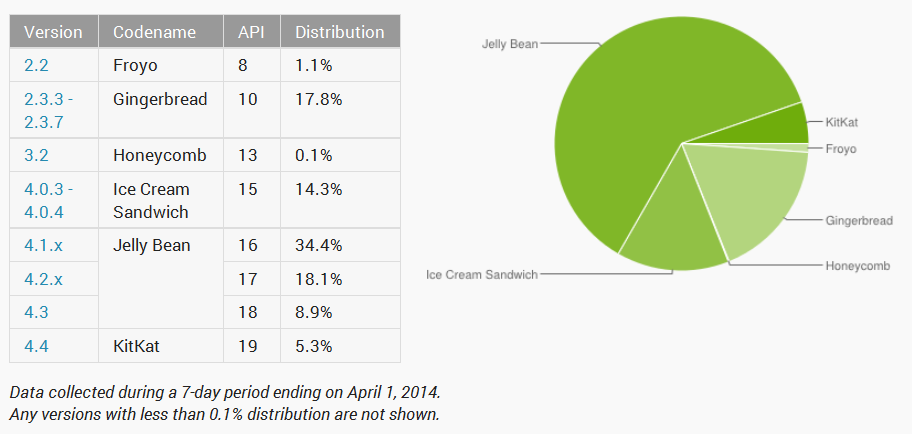 Version Codename API Distribution
2.2 Froyo 8 1.1%
2.3.3 - Gingerbread 10 17.8%
2.3.7
3.2 Honeycomb 13 0.1%
4.0.3 - Ice Cream 15 14.3%
4.0.4 Sandwich
4.1.x Jelly Bean 16 34.4%
4.2.x 17 18.1%
4.3 18 8.9%
4.4 KitKat 19 5.3%
Data collected during a 7-day period ending on April 1, 2014.
Any versions with less than 0.1% distribution are not shown.
Jelly Bean
KitKat
Froyo
Gingerbread
Honeycomb
Ice Cream Sandwich